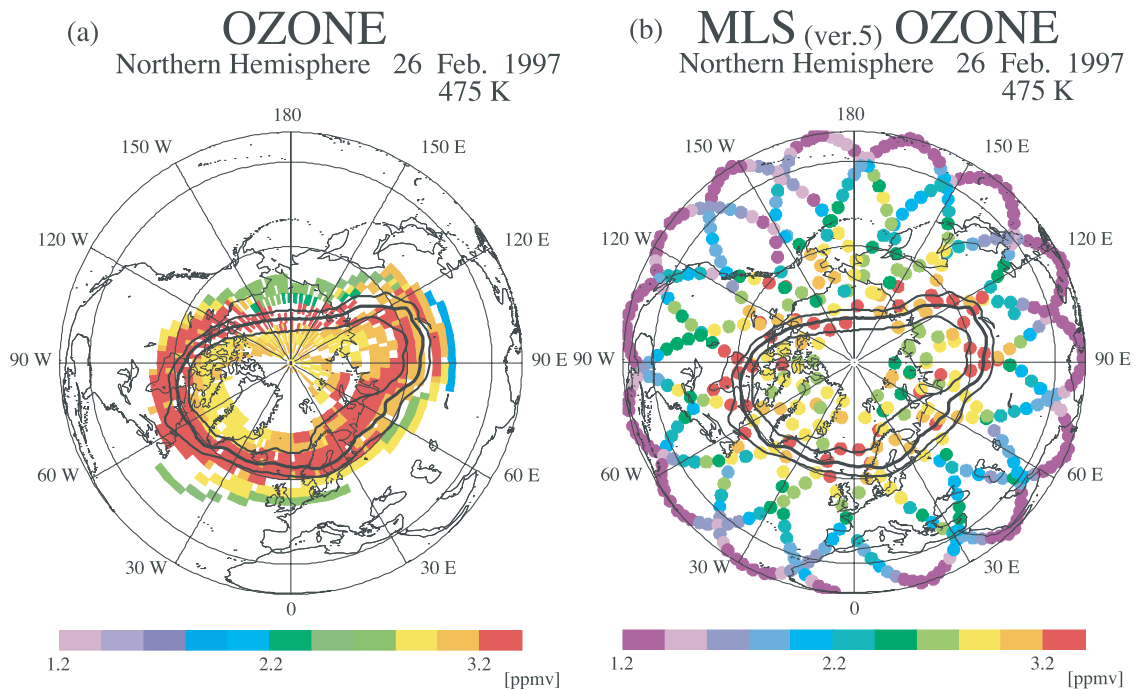 (a) OZONE
Northern Hemisphere 26 Feb. 1997
475 K
180
150 W
150 E
120 W
120 E
90 W
90 E
60 W
60 E
30 W
30 E
0
1.2
2.2
3.2
[ppmv]
(b) MLS (ver.5) OZONE
Northern Hemisphere 26 Feb. 1997
475 K
180
150 W
150 E
120 W
120 E
90 W
90 E
60 W
60 E
30 W
30 E
0
1.2
2.2
3.2
[ppmv]